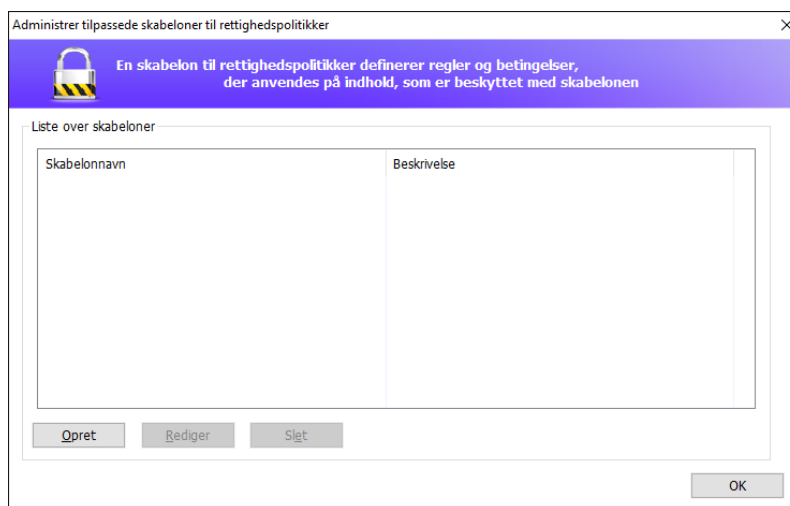 Administrer tilpassede skabeloner til rettighedspolitikker
En skabelon til rettighedspolitikker definerer regler og betingelser,
der anvendes på indhold, som er beskyttet med skabelonen
Liste over skabeloner
Skabelonnavn Beskrivelse
Opret Rediger Slet
OK